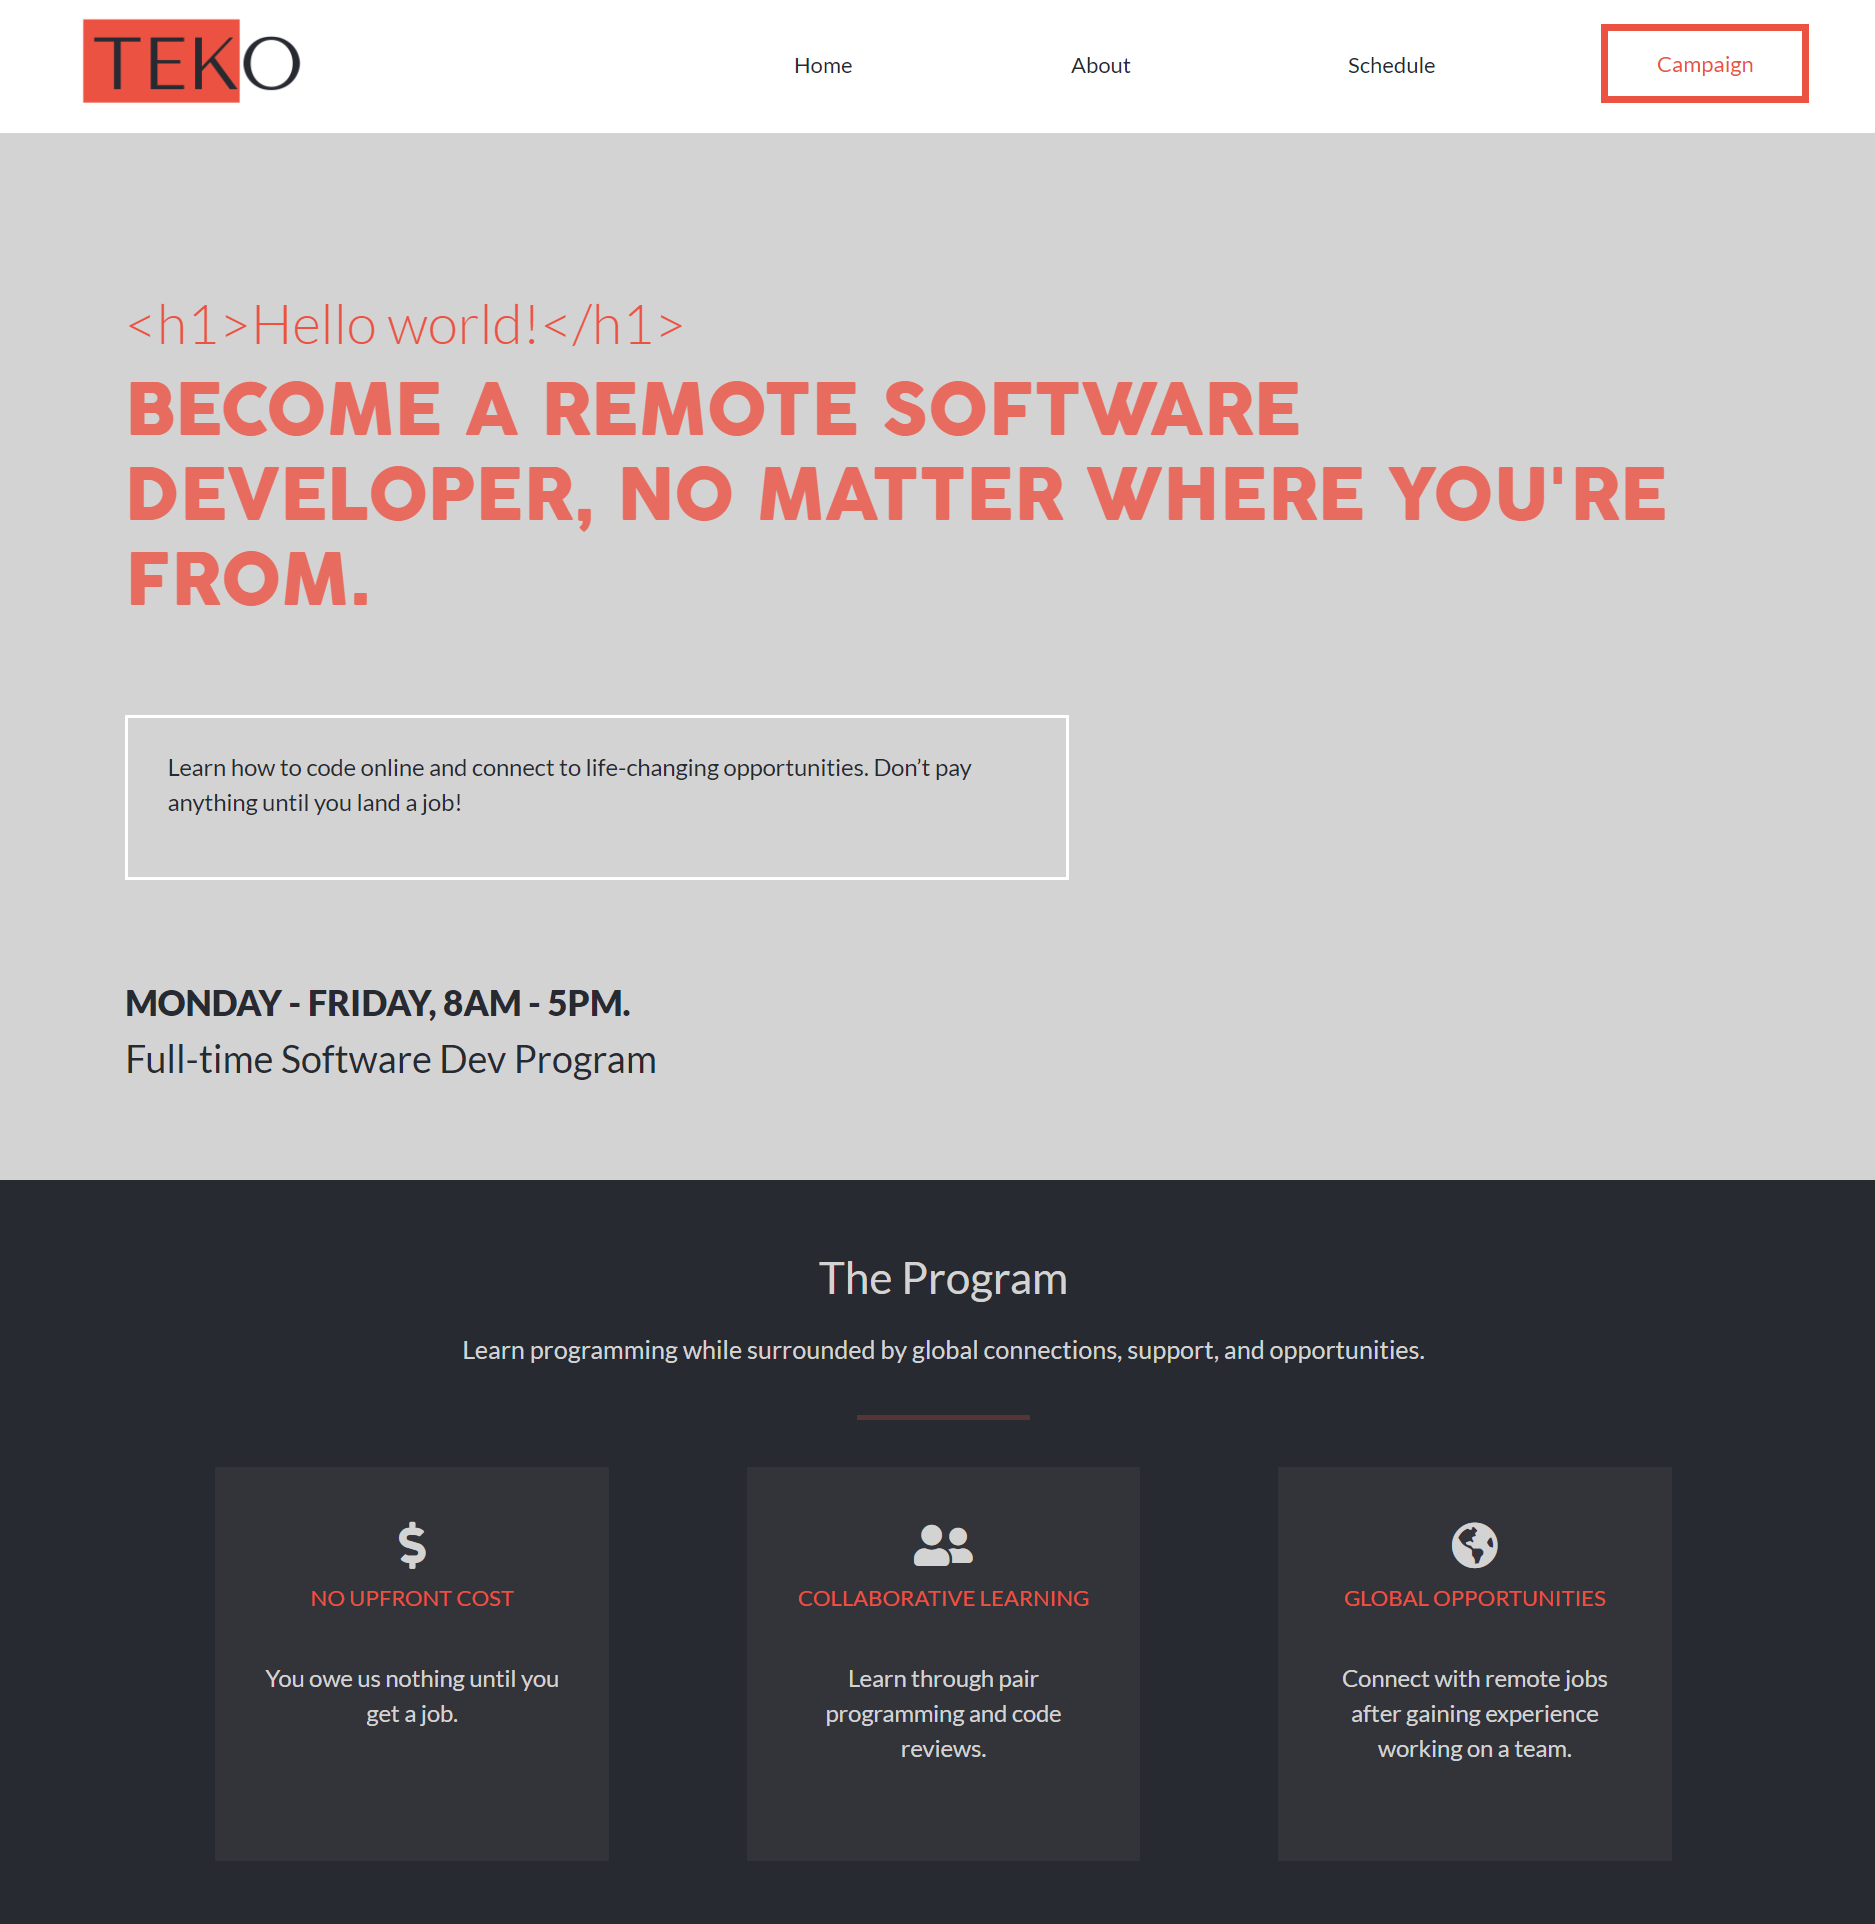 TEKO
Home
About
Schedule
Campaign
<h1>Hello world!</h1>
BECOME A REMOTE SOFTWARE
DEVELOPER, NO MATTER WHERE YOU'RE
FROM.
Learn how to code online and connect to life-changing opportunities. Don’t pay
anything until you land a job!
MONDAY - FRIDAY, 8AM - 5PM.
Full-time Software Dev Program
The Program
Learn programming while surrounded by global connections, support, and opportunities.
NO UPFRONT COST
You owe us nothing until you
get a job.
COLLABORATIVE LEARNING
Learn through pair
programming and code
reviews.
GLOBAL OPPORTUNITIES
Connect with remote jobs
after gaining experience
working on a team.